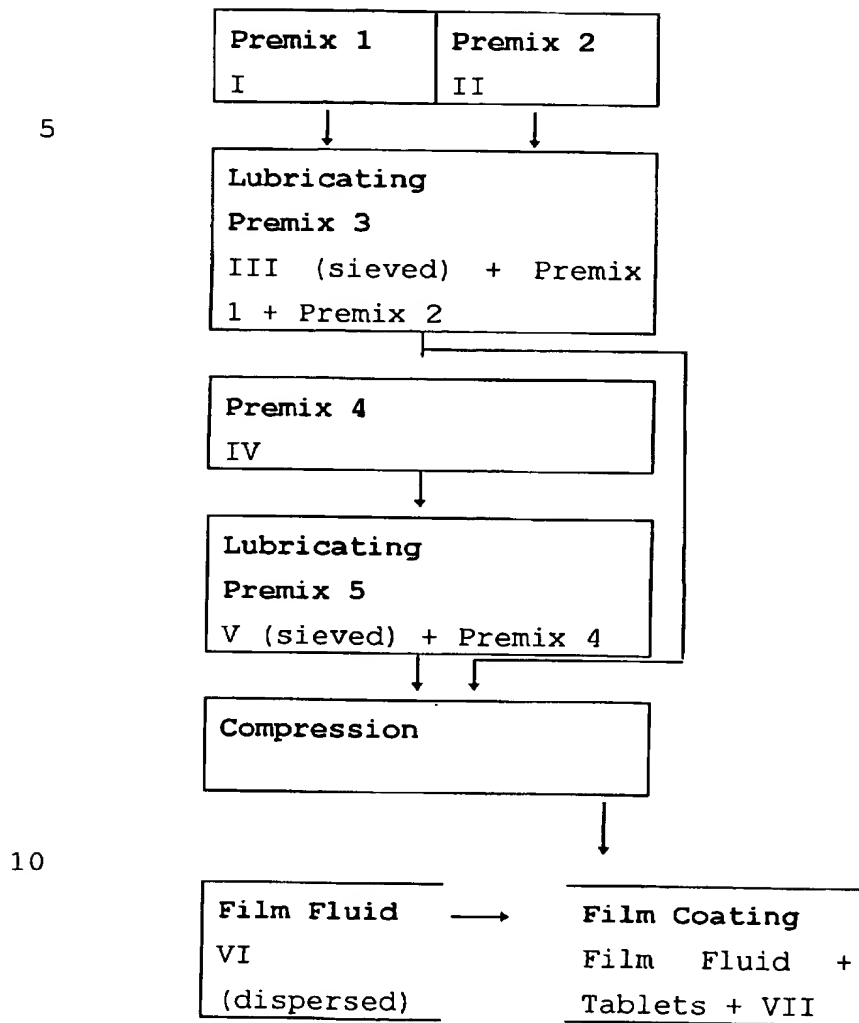 Premix 1
I
Premix 2
II
5
Lubricating
Premix 3
III (sieved) + Premix
1 + Premix 2
Premix 4
IV
Lubricating
Premix 5
V (sieved) + Premix 4
Compression
10
Film Fluid
VI
(dispersed)
Film Coating
Film Fluid +
Tablets + VII